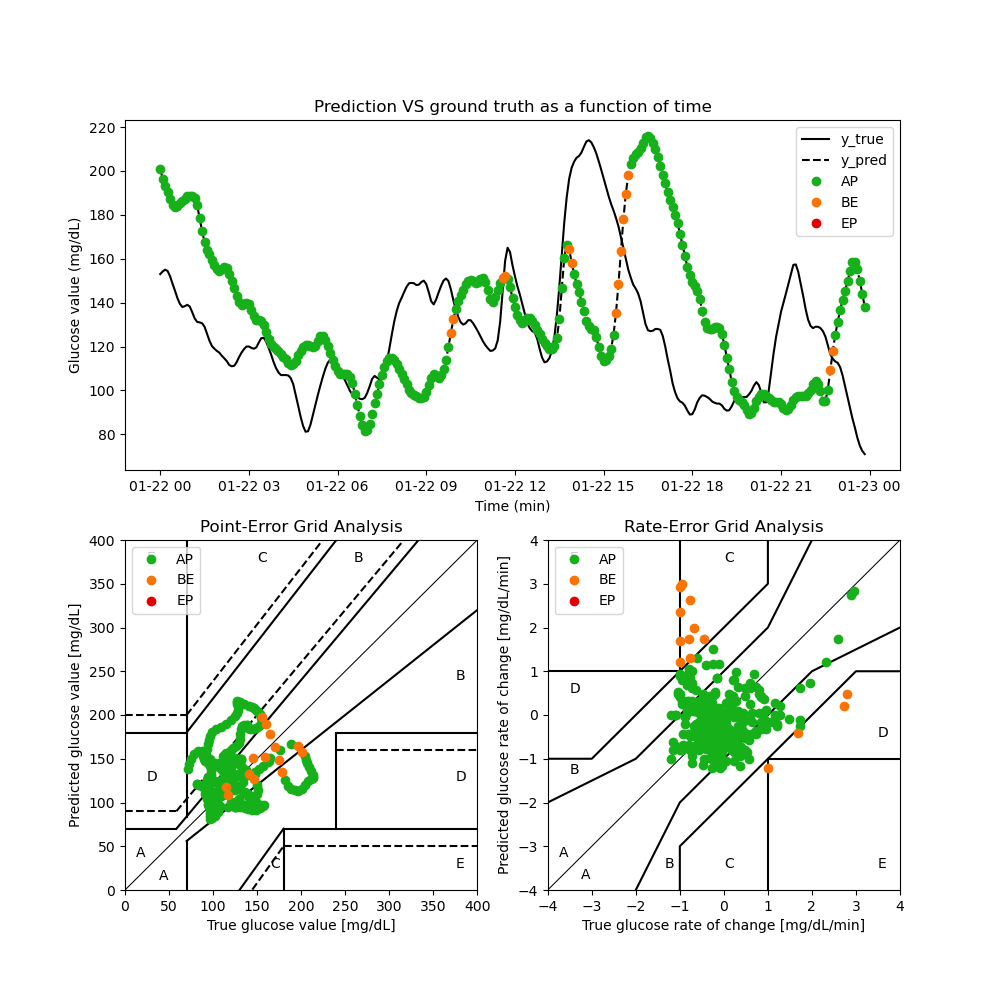 Prediction VS ground truth as a function of time
220
200
180
160
140
120
100
80
Glucose value (mg/dL)
y_true
y_pred
AP
BE
EP
01-22 00 01-22 03 01-22 06 01-22 09 01-22 12 01-22 15 01-22 18 01-22 21 01-23 00
Time (min)
Point-Error Grid Analysis
400
350
300
250
200
150
100
50
0
Predicted glucose value [mg/dL]
AP
BE
EP
C
B
B
D
D
A
A
C
E
0 50 100 150 200 250 300 350 400
True glucose value [mg/dL]
Rate-Error Grid Analysis
4
3
2
1
0
−1
−2
−3
−4
Predicted glucose rate of change [mg/dL/min]
AP
BE
EP
C
D
D
B
A
A
B
C
E
−4 −3 −2 −1 0 1 2 3 4
True glucose rate of change [mg/dL/min]